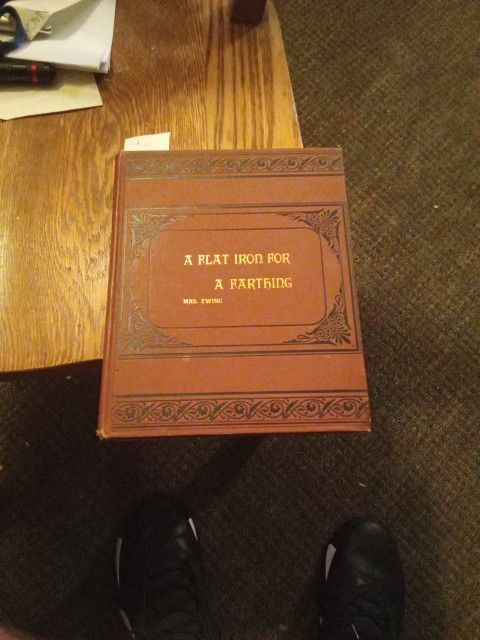 A FLAT IRON FOR
A FARTHING
MRS. EWING